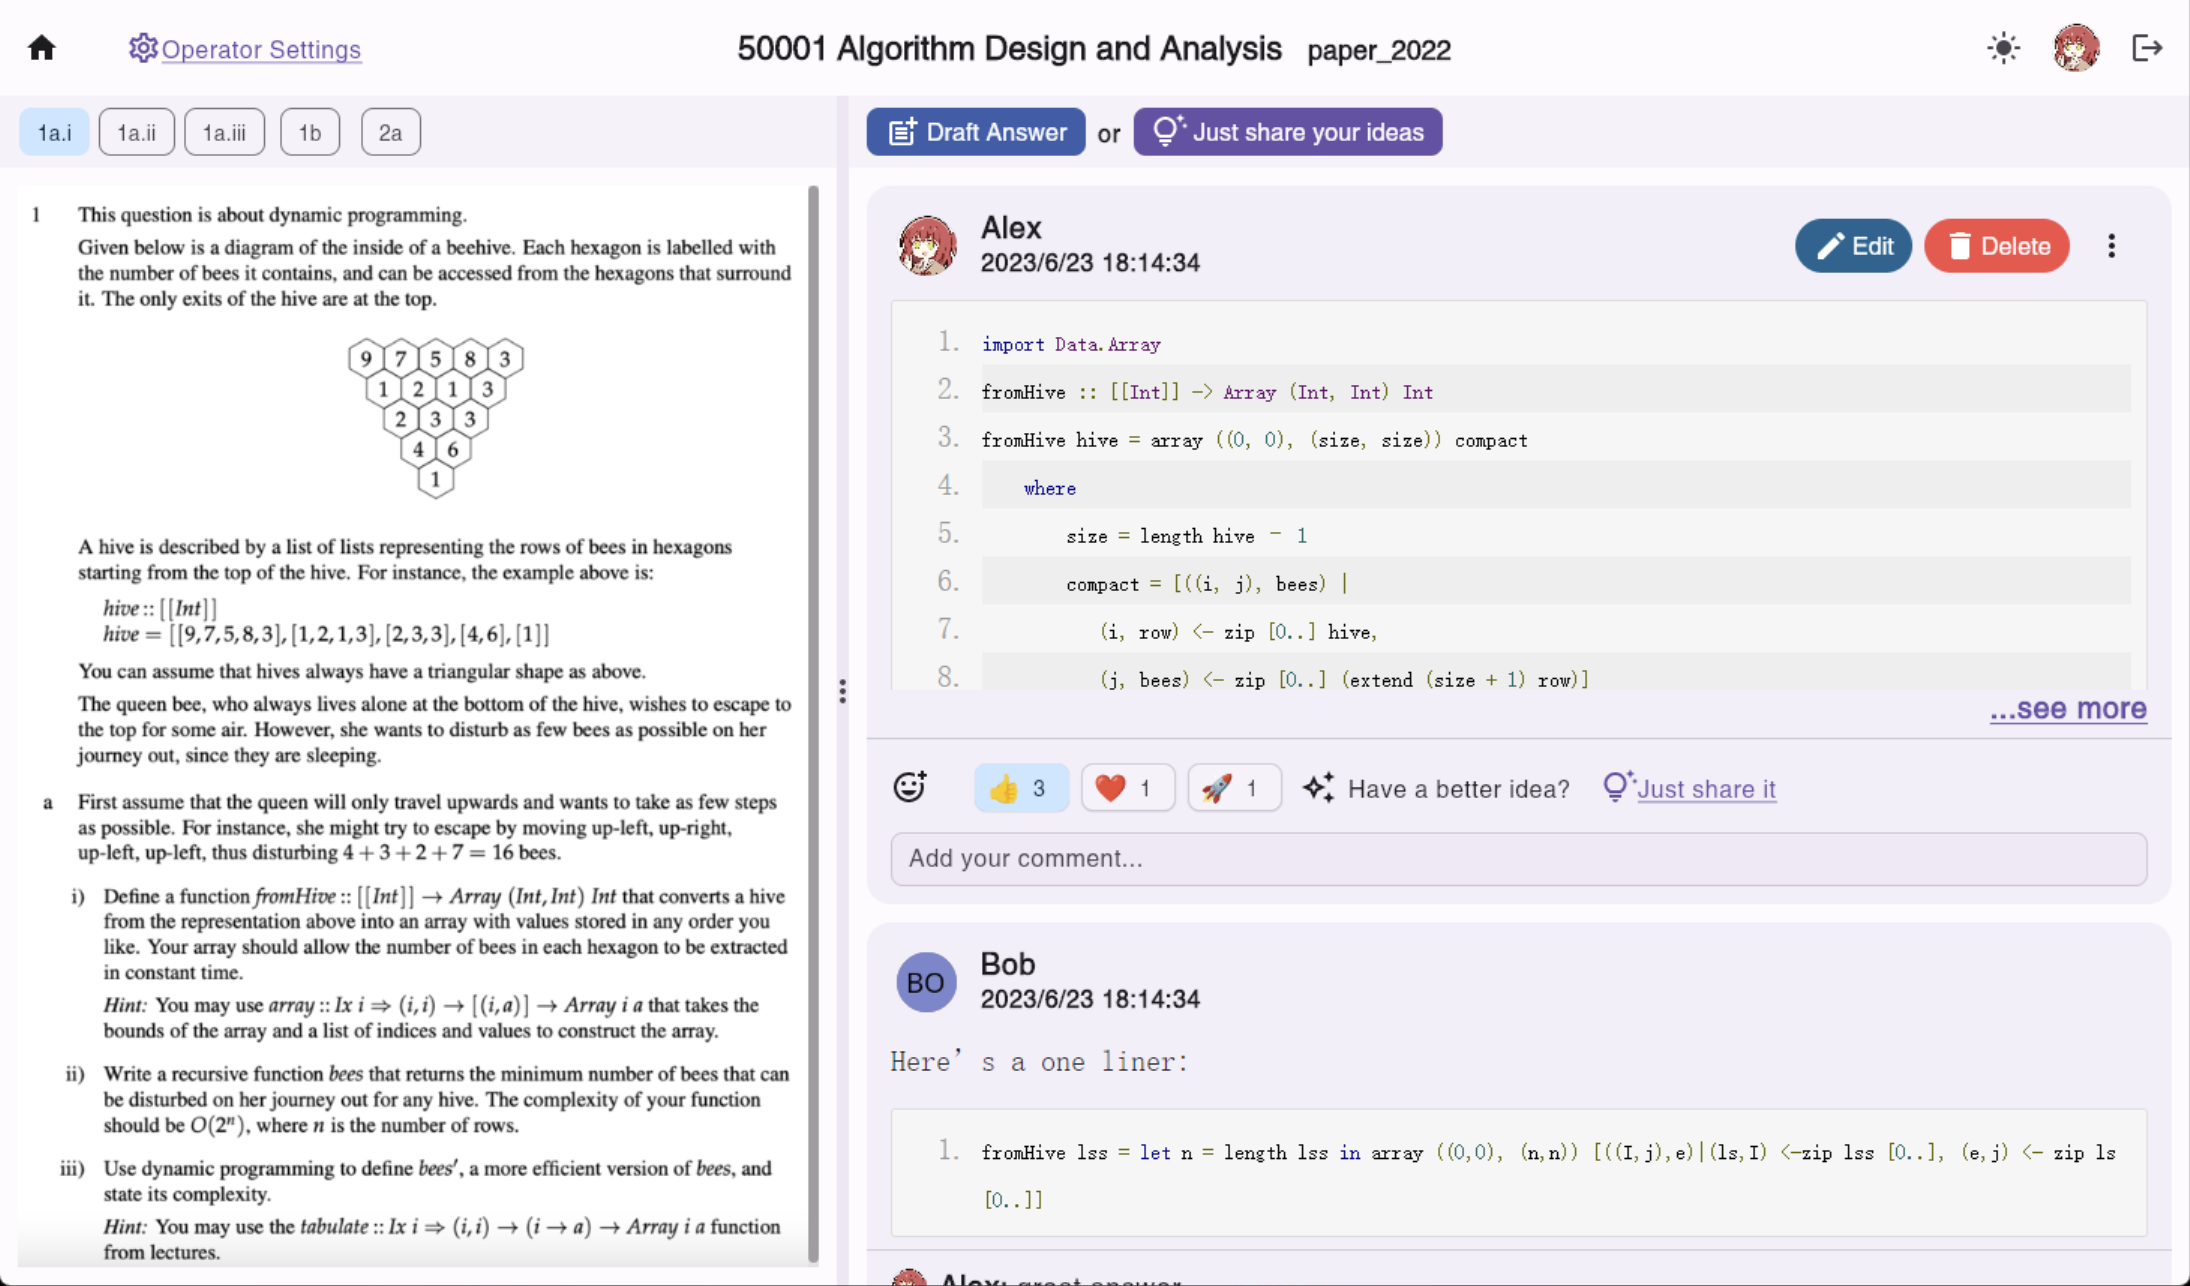 Operator Settings
50001 Algorithm Design and Analysis paper_2022
1a.i 1a.ii 1a.iii 1b 2a
1 This question is about dynamic programming.
Given below is a diagram of the inside of a beehive. Each hexagon is labelled with
the number of bees it contains, and can be accessed from the hexagons that surround
it. The only exits of the hive are at the top.
9 7 5 8 3
1 2 1 3
2 3 3
4 6
1
A hive is described by a list of lists representing the rows of bees in hexagons
starting from the top of the hive. For instance, the example above is:
hive :: [[Int]]
hive = [[9,7,5,8,3],[1,2,1,3],[2,3,3],[4,6],[1]]
You can assume that hives always have a triangular shape as above.
The queen bee, who always lives alone at the bottom of the hive, wishes to escape to
the top for some air. However, she wants to disturb as few bees as possible on her
journey out, since they are sleeping.
a First assume that the queen will only travel upwards and wants to take as few steps
as possible. For instance, she might try to escape by moving up-left, up-right,
up-left, up-left, thus disturbing 4 + 3 + 2 + 7 = 16 bees.
i) Define a function fromHive :: [[Int]] → Array (Int, Int) Int that converts a hive
from the representation above into an array with values stored in any order you
like. Your array should allow the number of bees in each hexagon to be extracted
in constant time.
Hint: You may use array :: Ix i ⇒ (i,i) → [(i,a)] → Array i a that takes the
bounds of the array and a list of indices and values to construct the array.
ii) Write a recursive function bees that returns the minimum number of bees that can
be disturbed on her journey out for any hive. The complexity of your function
should be O(2ⁿ), where n is the number of rows.
iii) Use dynamic programming to define bees′, a more efficient version of bees, and
state its complexity.
Hint: You may use the tabulate :: Ix i ⇒ (i,i) → (i → a) → Array i a function
from lectures.
Draft Answer or Just share your ideas
Alex
2023/6/23 18:14:34
Edit Delete
1. import Data.Array
2. fromHive :: [[Int]] -> Array (Int, Int) Int
3. fromHive hive = array ((0, 0), (size, size)) compact
4. where
5. size = length hive - 1
6. compact = [((i, j), bees) |
7. (i, row) <- zip [0..] hive,
8. (j, bees) <- zip [0..] (extend (size + 1) row)]
...see more
👍 3 ❤️ 1 🚀 1 Have a better idea? Just share it
Add your comment...
BO
Bob
2023/6/23 18:14:34
Here’s a one liner:
1. fromHive lss = let n = length lss in array ((0,0), (n,n)) [((I,j),e)|(ls,I) <-zip lss [0..], (e,j) <- zip ls
[0..]]
Alex: great answer